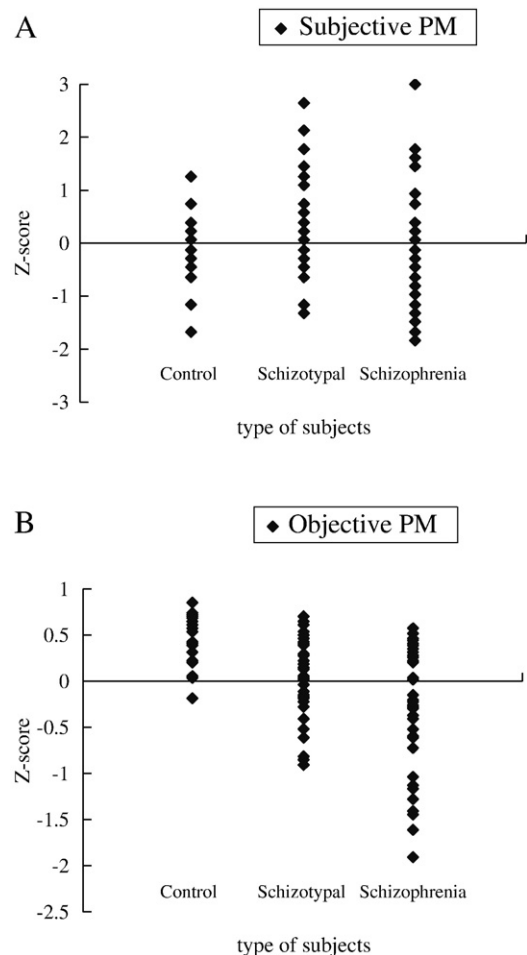 A
Subjective PM
3
2
1
0
-1
-2
-3
Z-score
Control Schizotypal Schizophrenia
type of subjects
B
Objective PM
1
0.5
0
-0.5
-1
-1.5
-2
-2.5
Z-score
Control Schizotypal Schizophrenia
type of subjects